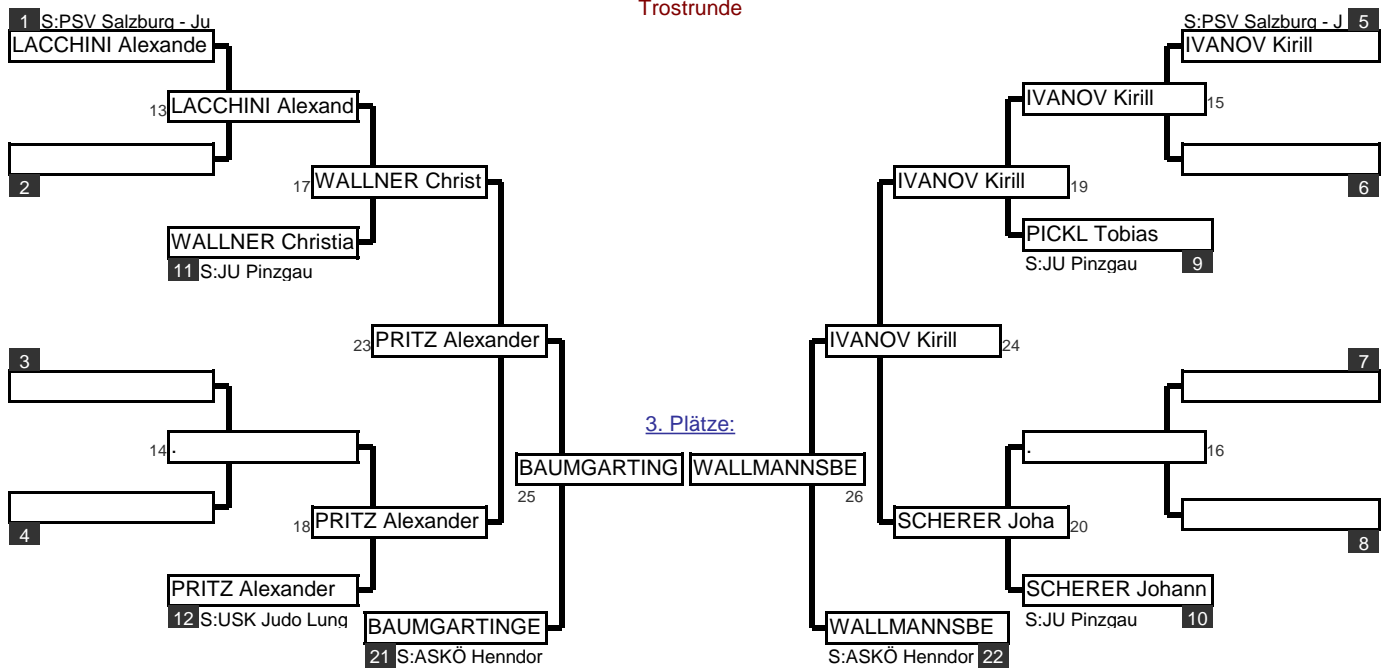 Trostrunde
1 S:PSV Salzburg - Ju
S:PSV Salzburg - J 5
LACCHINI Alexande
IVANOV Kirill
13 LACCHINI Alexand
IVANOV Kirill 15
2
17 WALLNER Christ
IVANOV Kirill 19
6
WALLNER Christia
PICKL Tobias
11 S:JU Pinzgau
S:JU Pinzgau 9
23 PRITZ Alexander
IVANOV Kirill 24
3
7
3. Plätze:
14 .
. 16
BAUMGARTING
WALLMANNSBE
25
26
4
18 PRITZ Alexander
SCHERER Joha 20
8
PRITZ Alexander
SCHERER Johann
12 S:USK Judo Lung
S:JU Pinzgau 10
BAUMGARTINGE
WALLMANNSBE
21 S:ASKÖ Henndor
S:ASKÖ Henndor 22